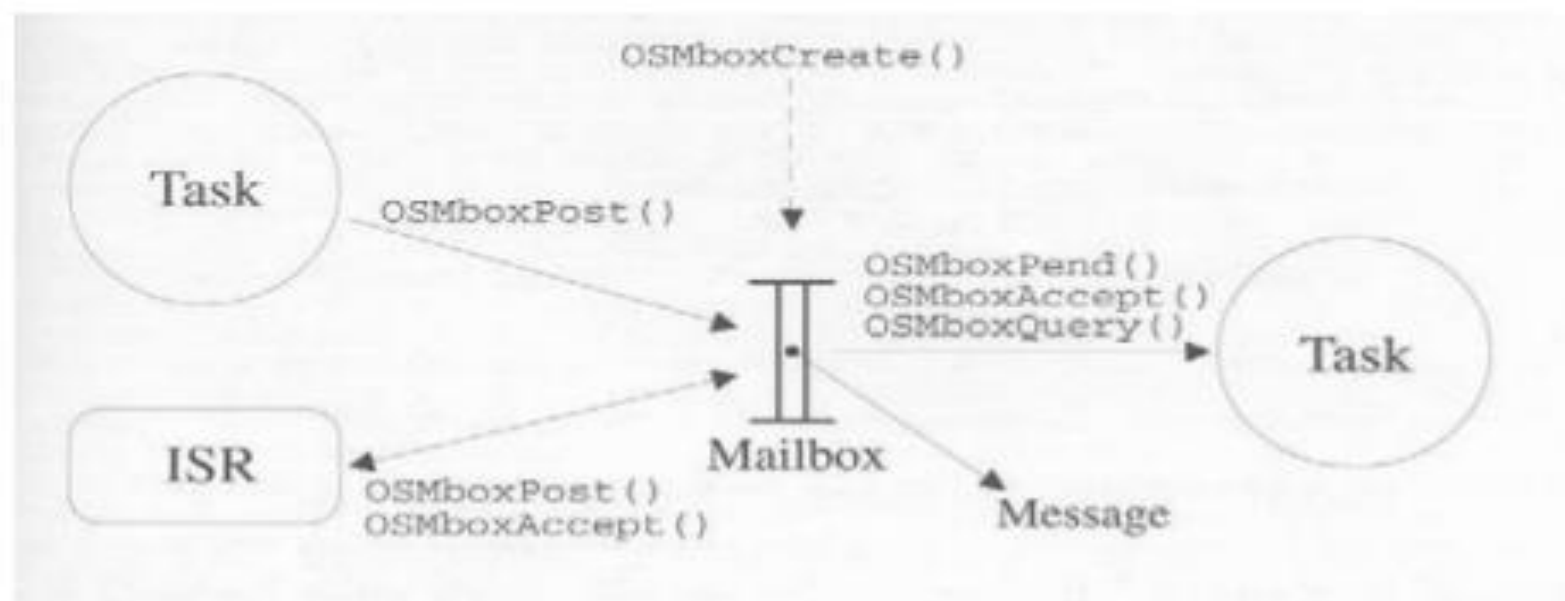 OSMboxCreate()
Task
OSMboxPost()
OSMboxPend()
OSMboxAccept()
OSMboxQuery()
Task
Mailbox
ISR
OSMboxPost()
OSMboxAccept()
Message